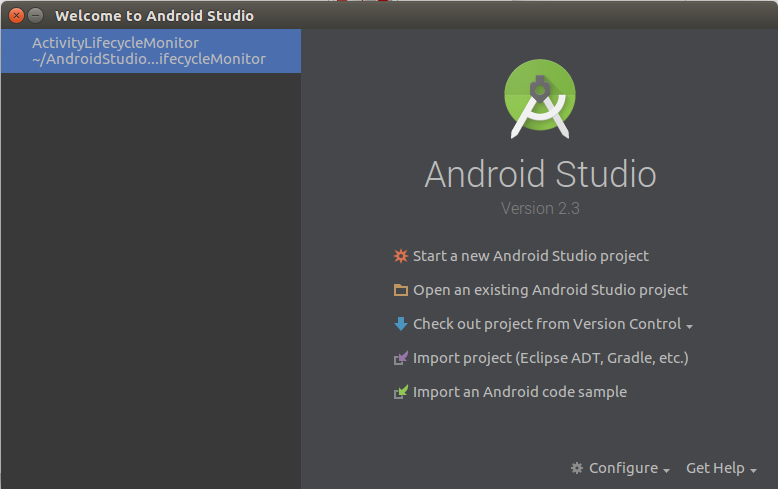 Welcome to Android Studio
ActivityLifecycleMonitor
~/AndroidStudio...ifecycleMonitor
Android Studio
Version 2.3
Start a new Android Studio project
Open an existing Android Studio project
Check out project from Version Control
Import project (Eclipse ADT, Gradle, etc.)
Import an Android code sample
Configure
Get Help